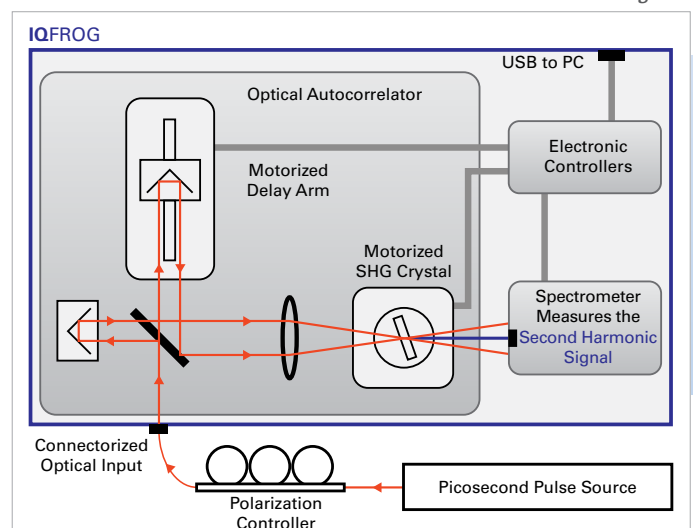 IQFROG
USB to PC
Optical Autocorrelator
Electronic
Controllers
Motorized
Delay Arm
Motorized
SHG Crystal
Spectrometer
Measures the
Second Harmonic
Signal
Connectorized
Optical Input
Polarization
Controller
Picosecond Pulse Source